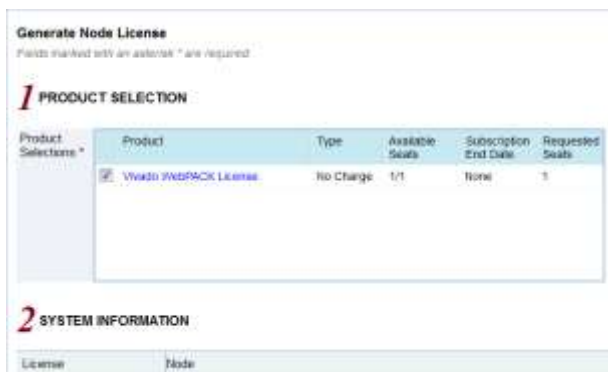 Generate Node License
Fields marked with an asterisk * are required
1 PRODUCT SELECTION
Product Selections *
Product Type Available Seats Subscription End Date Requested Seats
Vivado WebPACK License No Charge 1/1 None 1
2 SYSTEM INFORMATION
License Node